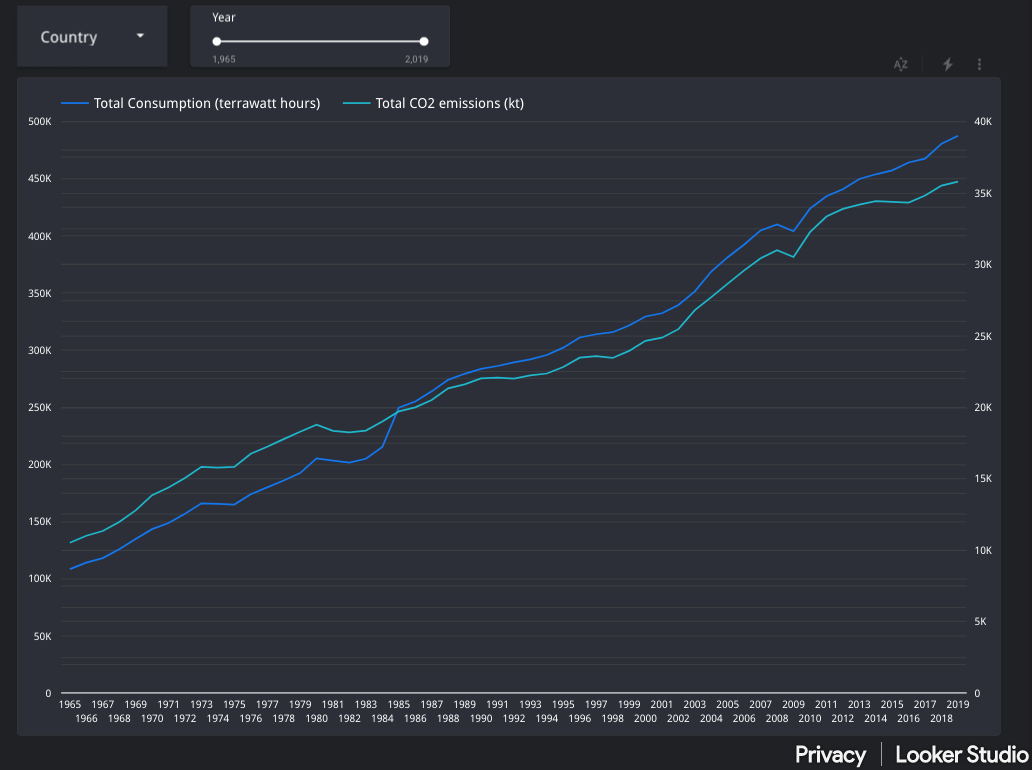 Country
Year
1,965 2,019
AZ
Total Consumption (terrawatt hours) Total CO2 emissions (kt)
500K 40K
450K 35K
400K 30K
350K 25K
300K 20K
250K 15K
200K 10K
150K 5K
100K 0
50K
0
1965 1967 1969 1971 1973 1975 1977 1979 1981 1983 1985 1987 1989 1991 1993 1995 1997 1999 2001 2003 2005 2007 2009 2011 2013 2015 2017 2019
1966 1968 1970 1972 1974 1976 1978 1980 1982 1984 1986 1988 1990 1992 1994 1996 1998 2000 2002 2004 2006 2008 2010 2012 2014 2016 2018
Privacy Looker Studio